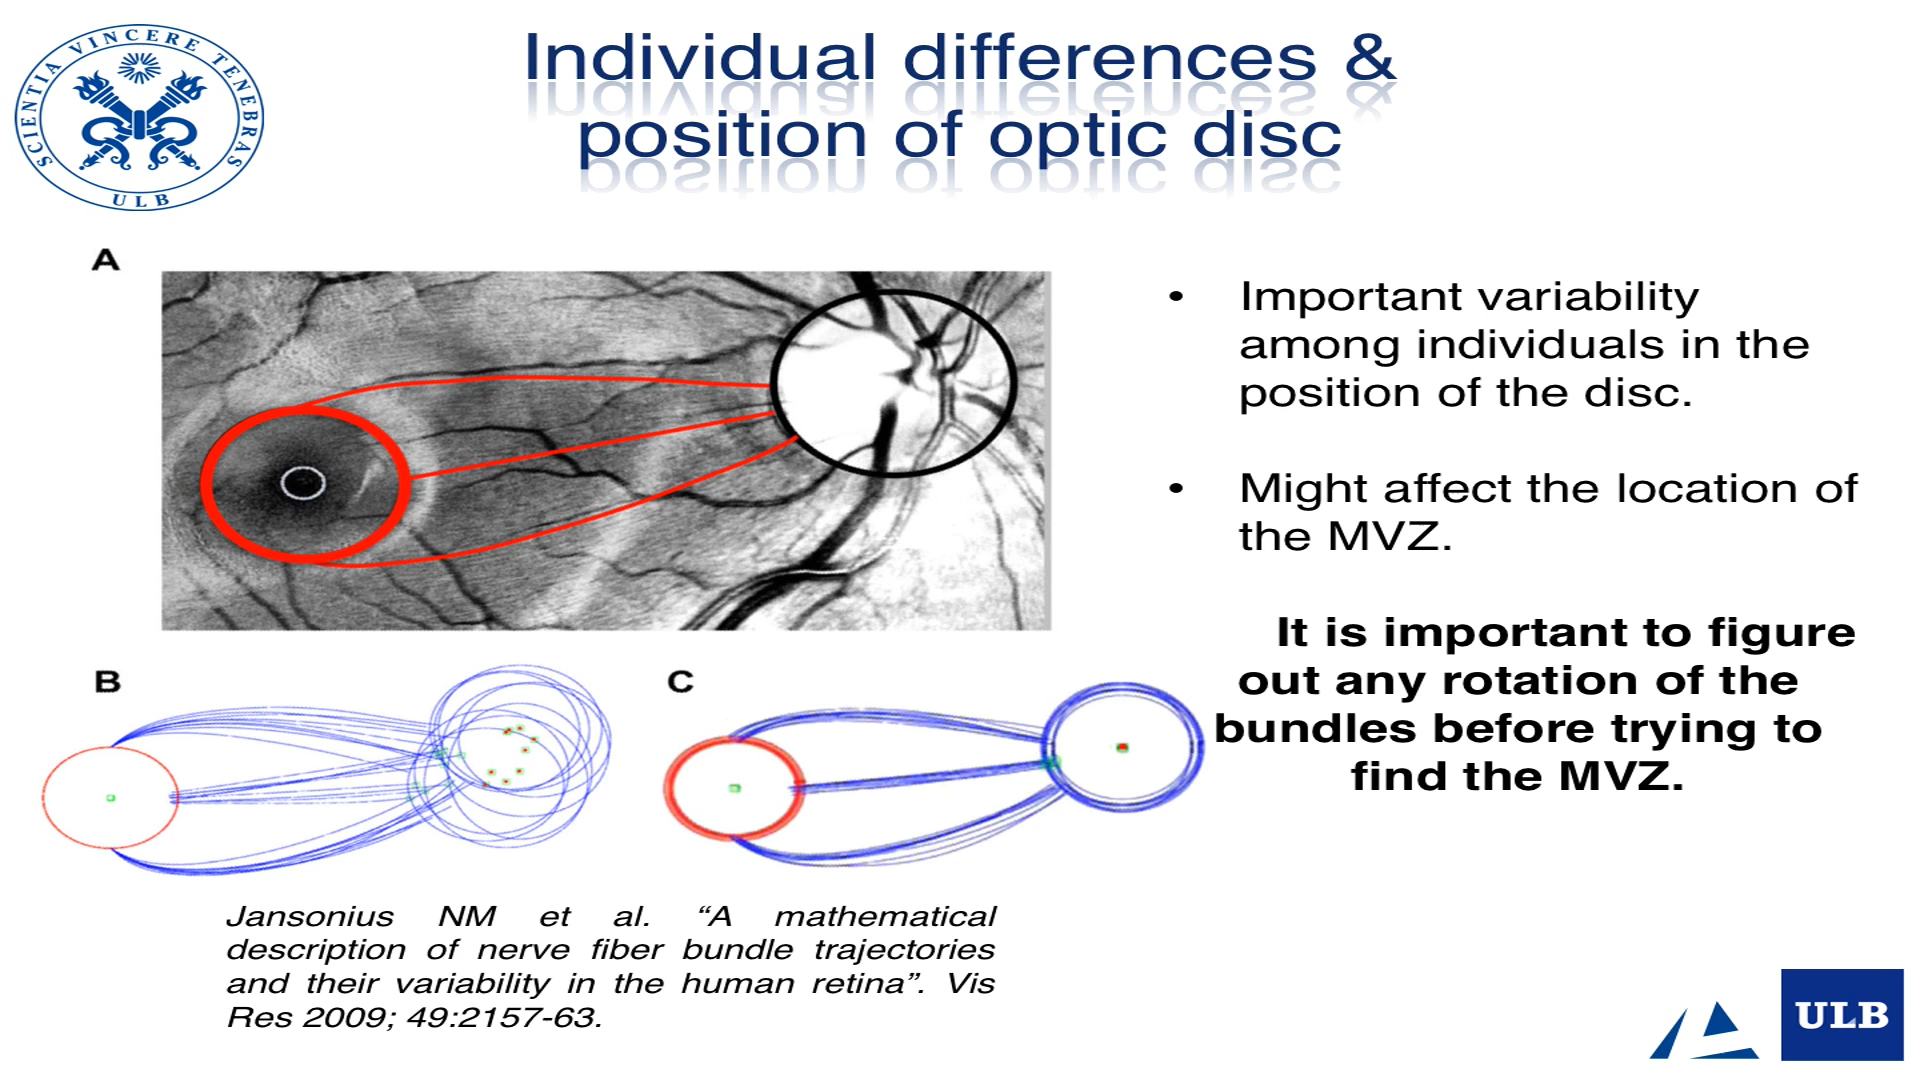 SCIENTIA VINCERE TENEBRAS
ULB
Individual differences &
position of optic disc
A
• Important variability
among individuals in the
position of the disc.
• Might affect the location of
the MVZ.
It is important to figure
out any rotation of the
bundles before trying to
find the MVZ.
B
C
Jansonius NM et al. “A mathematical
description of nerve fiber bundle trajectories
and their variability in the human retina”. Vis
Res 2009; 49:2157-63.
ULB